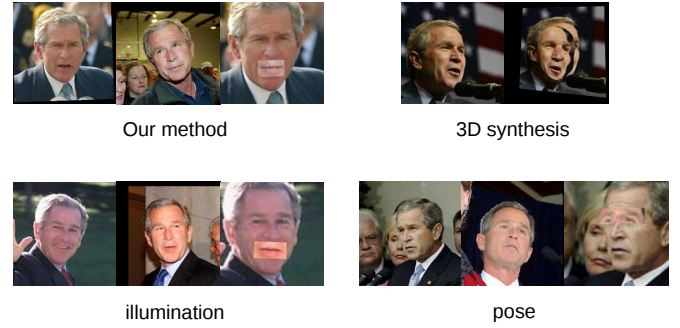 Our method
3D synthesis
illumination
pose